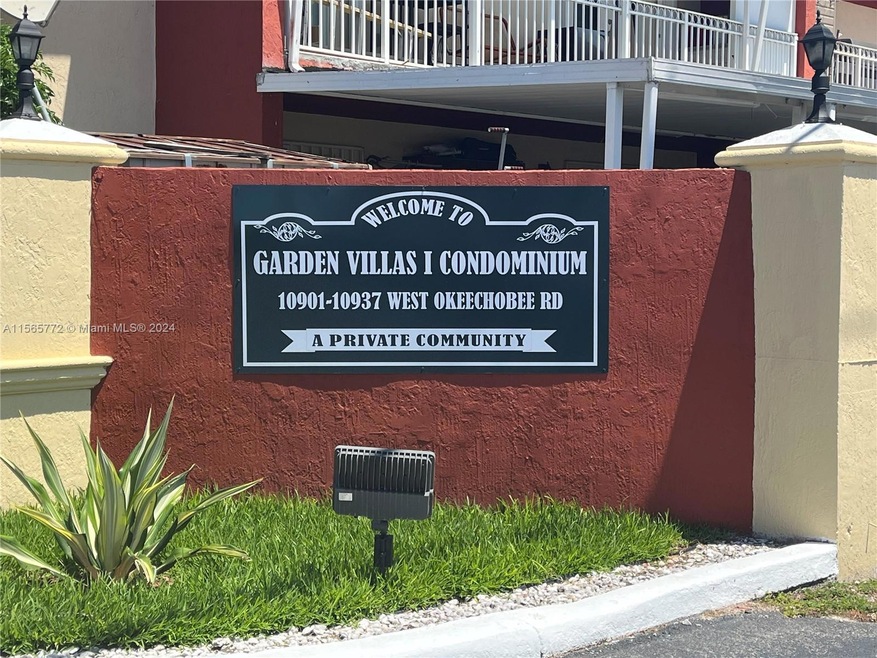 WELCOME TO
GARDEN VILLAS I CONDOMINIUM
10901-10937 WEST OKEECHOBEE RD
A PRIVATE COMMUNITY
A11565772 © Miami MLS® 2024